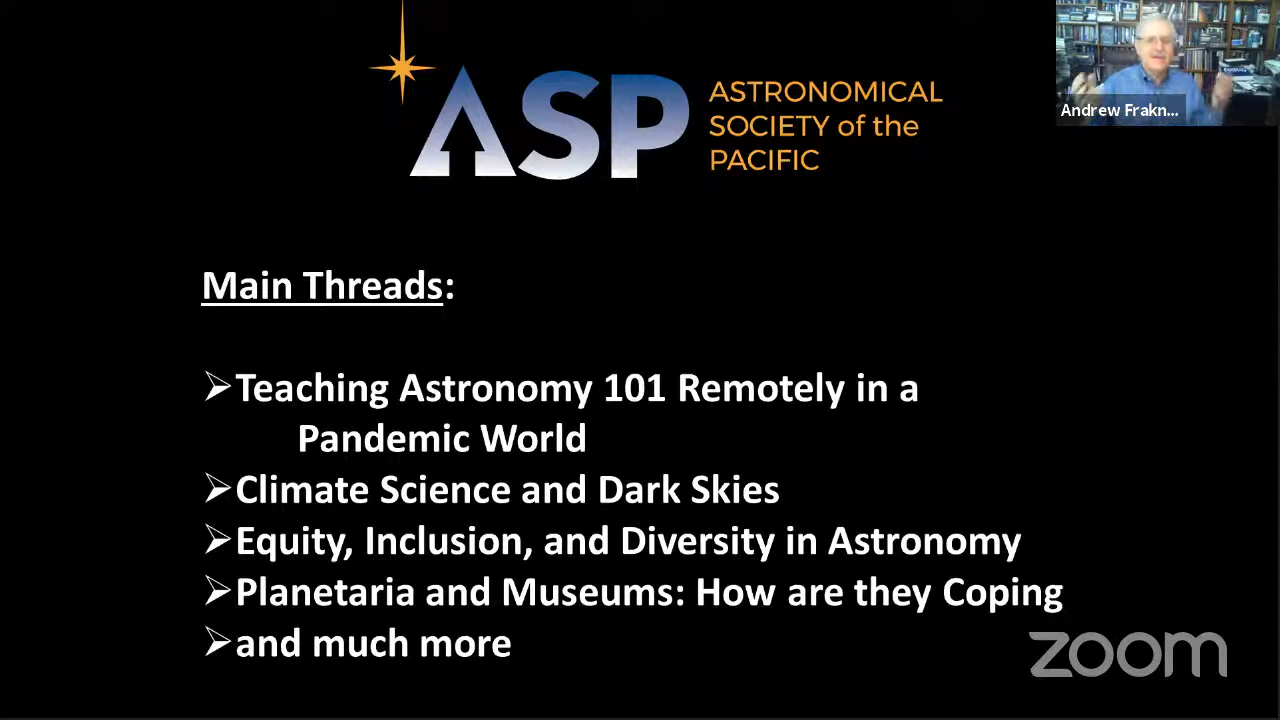 ASP
ASTRONOMICAL
SOCIETY of the
PACIFIC
Andrew Frakn...
Main Threads:
➢Teaching Astronomy 101 Remotely in a
Pandemic World
➢Climate Science and Dark Skies
➢Equity, Inclusion, and Diversity in Astronomy
➢Planetaria and Museums: How are they Coping
➢and much more
zoom